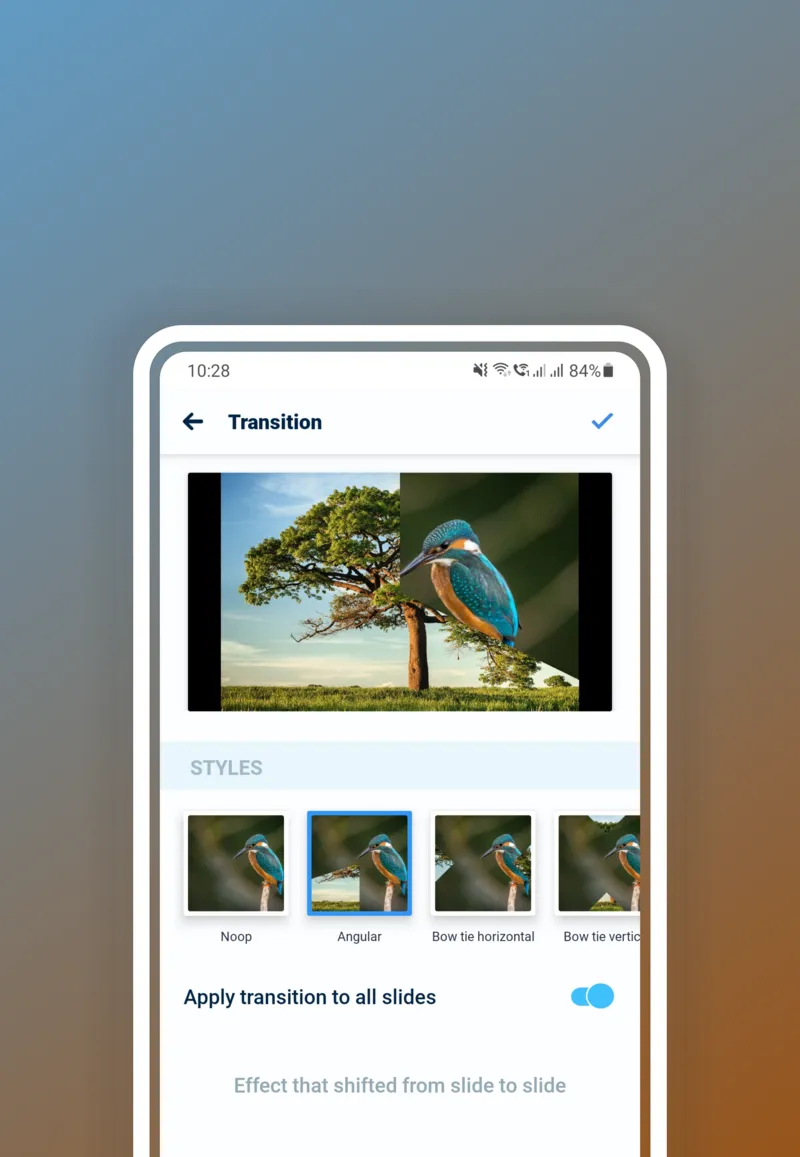 10:28 84%
Transition
STYLES
Noop Angular Bow tie horizontal Bow tie vertic
Apply transition to all slides
Effect that shifted from slide to slide